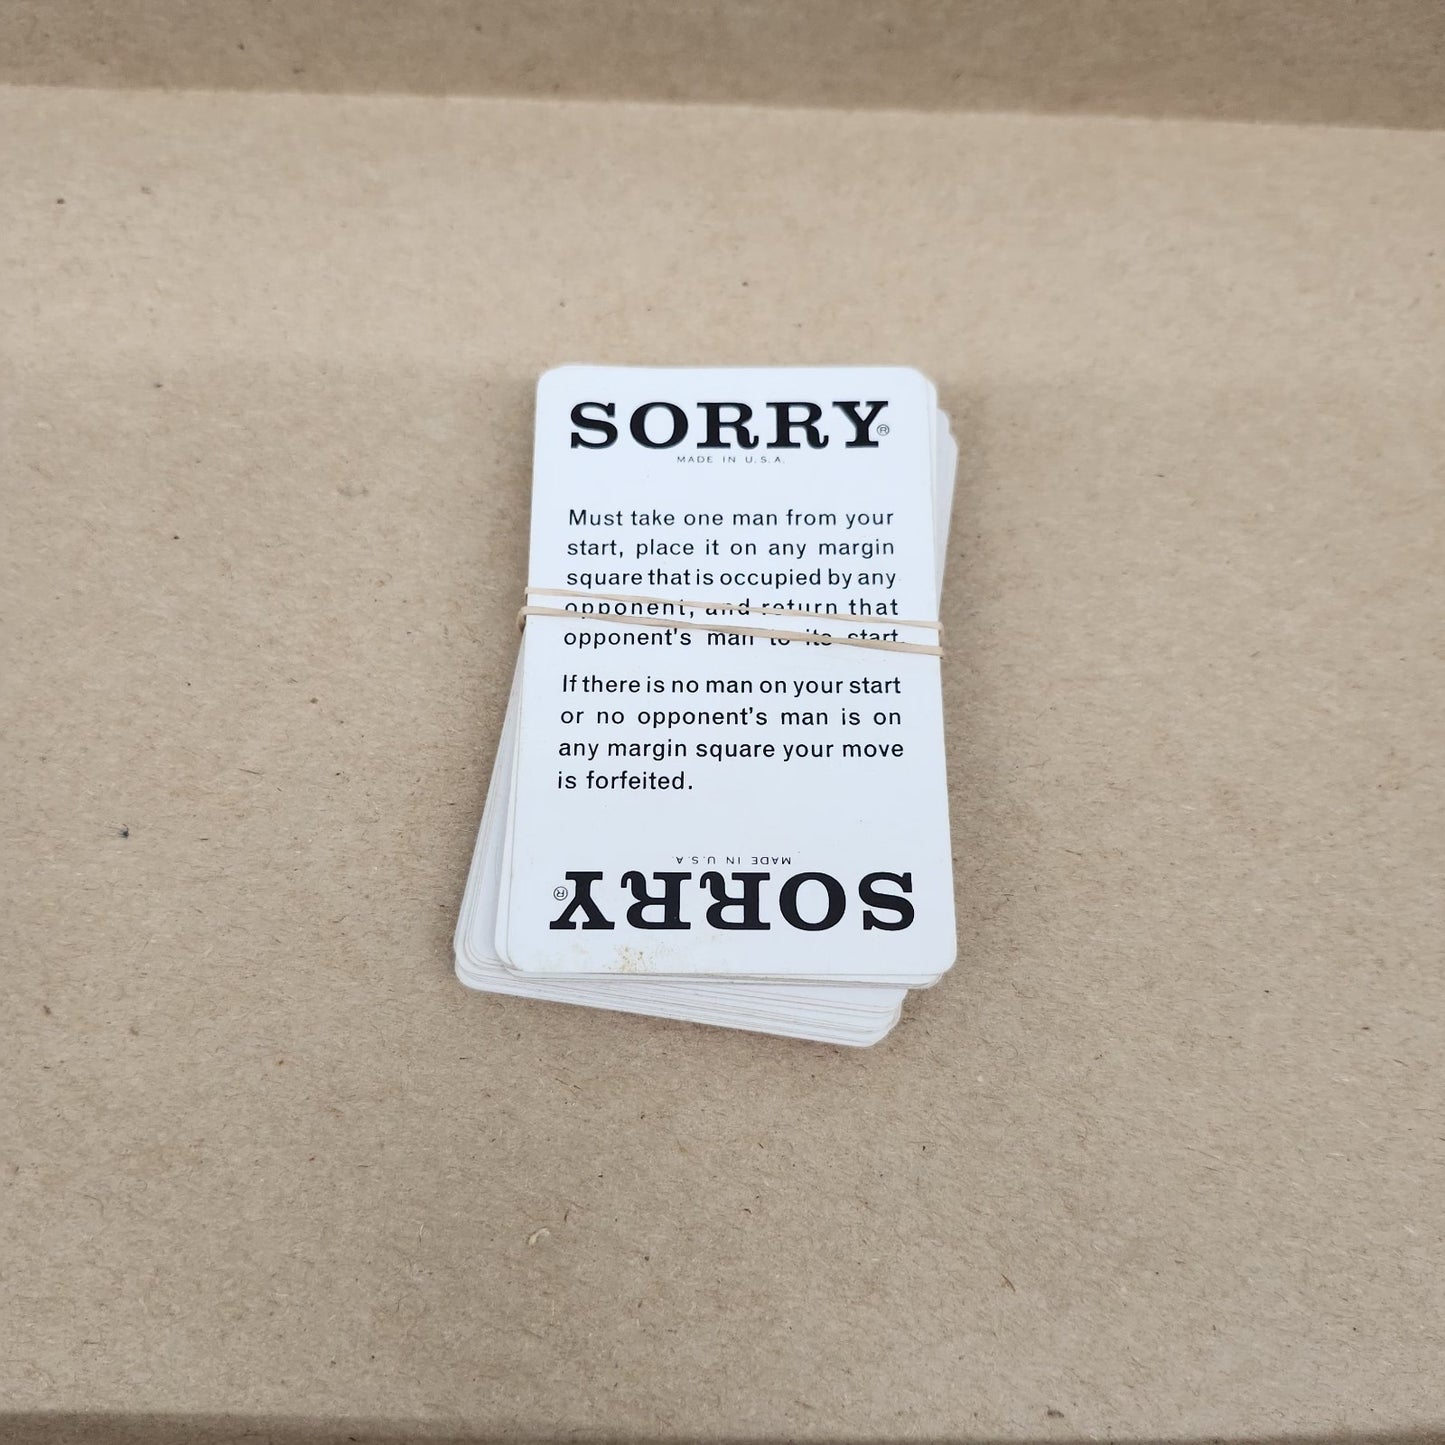 SORRY®
MADE IN U.S.A.
Must take one man from your
start, place it on any margin
square that is occupied by any
opponent, and return that
opponent's man to its start.
If there is no man on your start
or no opponent's man is on
any margin square your move
is forfeited.
MADE IN U.S.A
SORRY®